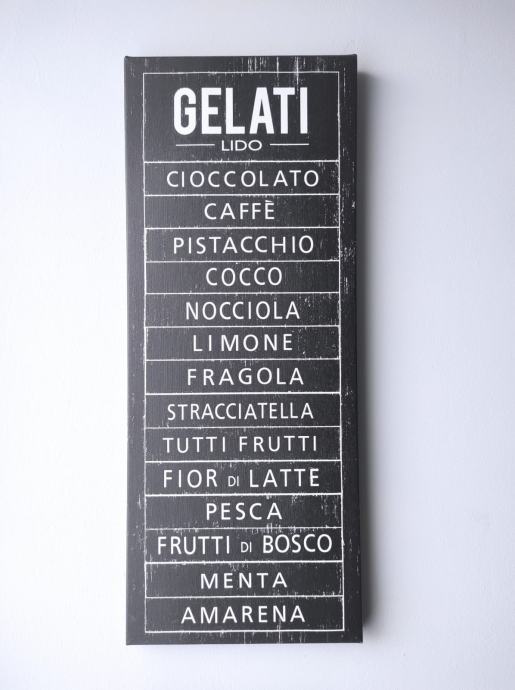 GELATI
LIDO
CIOCCOLATO
CAFFÈ
PISTACCHIO
COCCO
NOCCIOLA
LIMONE
FRAGOLA
STRACCIATELLA
TUTTI FRUTTI
FIOR DI LATTE
PESCA
FRUTTI DI BOSCO
MENTA
AMARENA